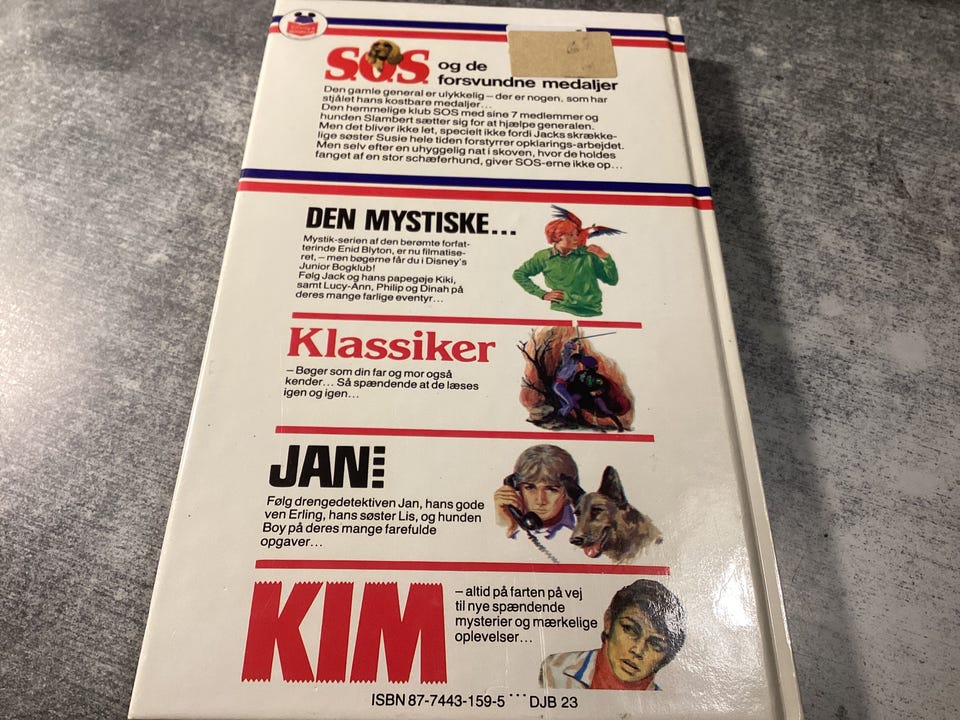 S.O.S. og de
forsvundne medaljer
Den gamle general er ulykkelig – der er nogen, som har
stjålet hans kostbare medaljer...
Den hemmelige klub SOS med sine 7 medlemmer og
hunden Slambert sætter sig for at hjælpe generalen.
Men det bliver ikke let, specielt ikke fordi Jacks skrække-
lige søster Susie hele tiden forstyrrer opklarings-arbejdet.
Men selv efter en uhyggelig nat i skoven, hvor de holdes
fanget af en stor schæferhund, giver SOS-erne ikke op...
DEN MYSTISKE...
Mystik-serien af den berømte forfat-
terinde Enid Blyton, er nu filmatise-
ret, – men bøgerne får du i Disney's
Junior Bogklub!
Følg Jack og hans papegøje Kiki,
samt Lucy-Ann, Philip og Dinah på
deres mange farlige eventyr...
Klassiker
– Bøger som din far og mor også
kender... Så spændende at de læses
igen og igen...
JAN
Følg drengedetektiven Jan, hans gode
ven Erling, hans søster Lis, og hunden
Boy på deres mange farefulde
opgaver...
KIM
– altid på farten på vej
til nye spændende
mysterier og mærkelige
oplevelser...
ISBN 87-7443-159-5 ... DJB 23